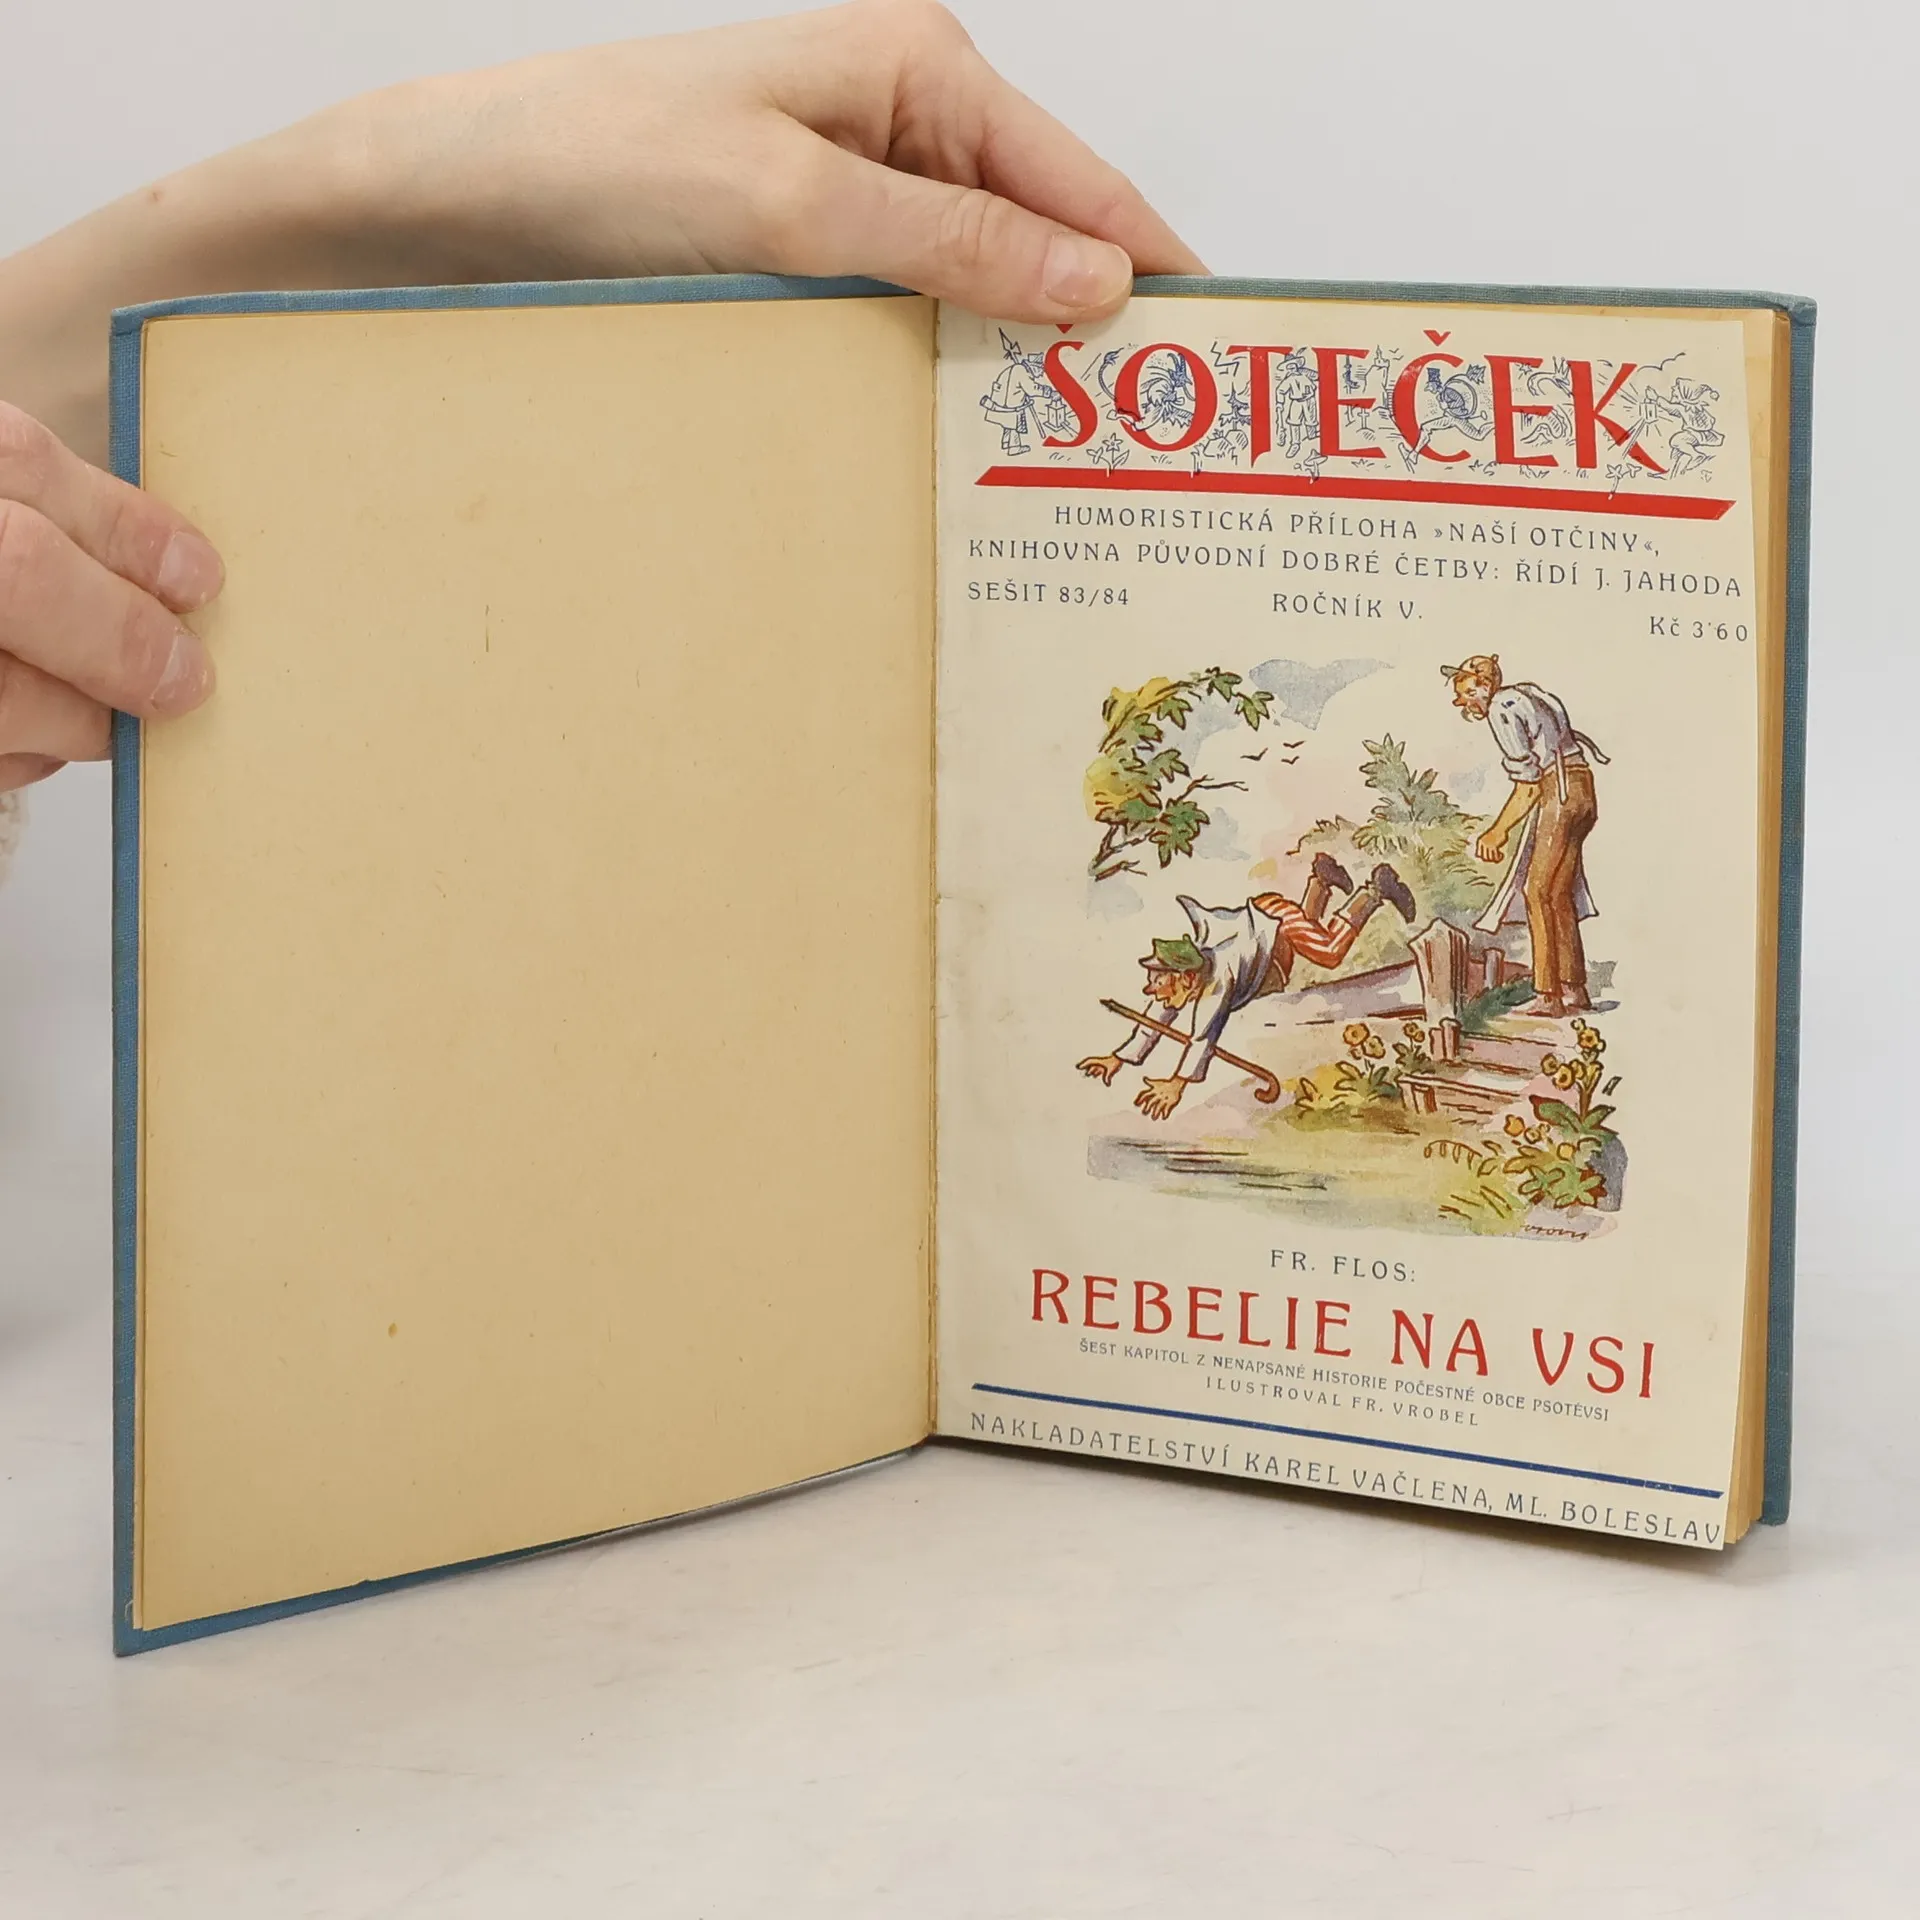 ŠOTEČEK
HUMORISTICKÁ PŘÍLOHA »NAŠÍ OTČINY«,
KNIHOVNA PŮVODNÍ DOBRÉ ČETBY: ŘÍDÍ J. JAHODA
SEŠIT 83/84 ROČNÍK V. Kč 3˙60
FR. FLOS:
REBELIE NA VSI
ŠEST KAPITOL Z NENAPSANÉ HISTORIE POČESTNÉ OBCE PSOTĚVSI
ILUSTROVAL FR. VROBEL
NAKLADATELSTVÍ KAREL VAČLENA, ML. BOLESLAV